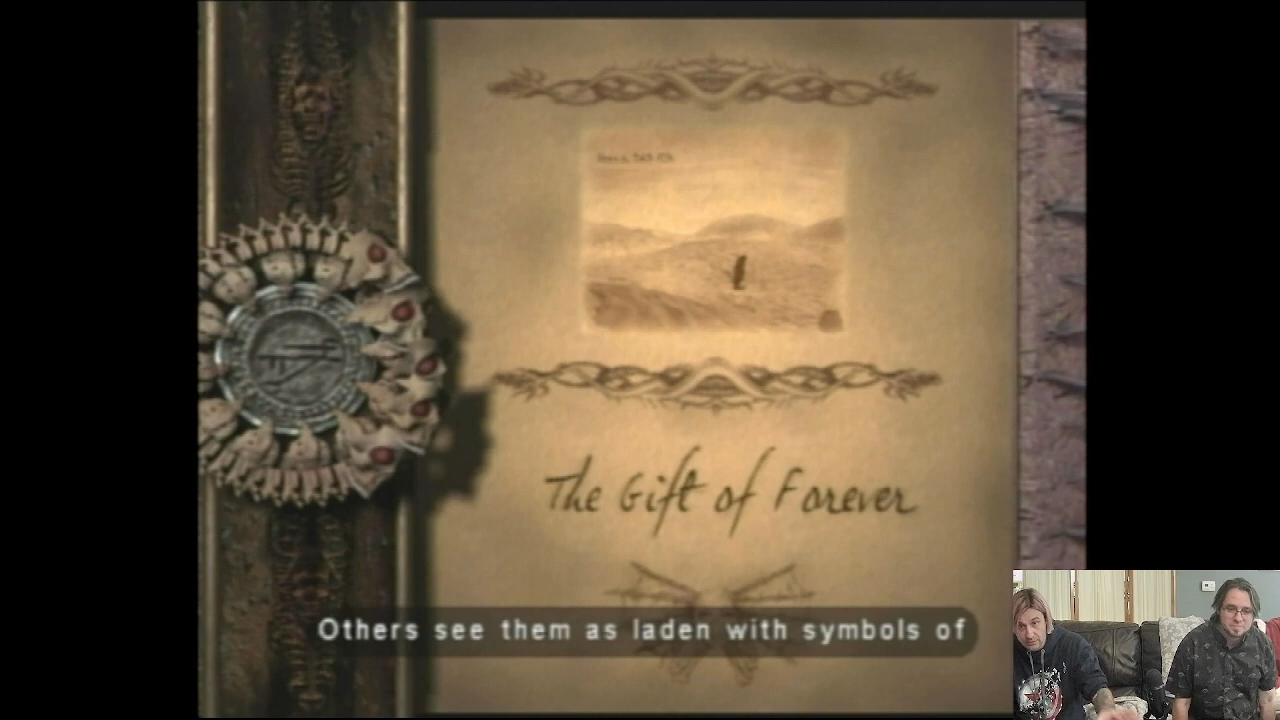 The Gift of Forever
Others see them as laden with symbols of